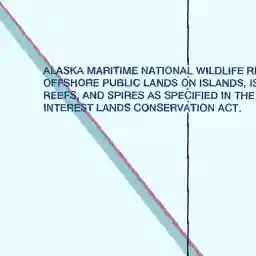 ALASKA MARITIME NATIONAL WILDLIFE
OFFSHORE PUBLIC LANDS ON ISLANDS,
REEFS, AND SPIRES AS SPECIFIED IN THE
INTEREST LANDS CONSERVATION ACT.